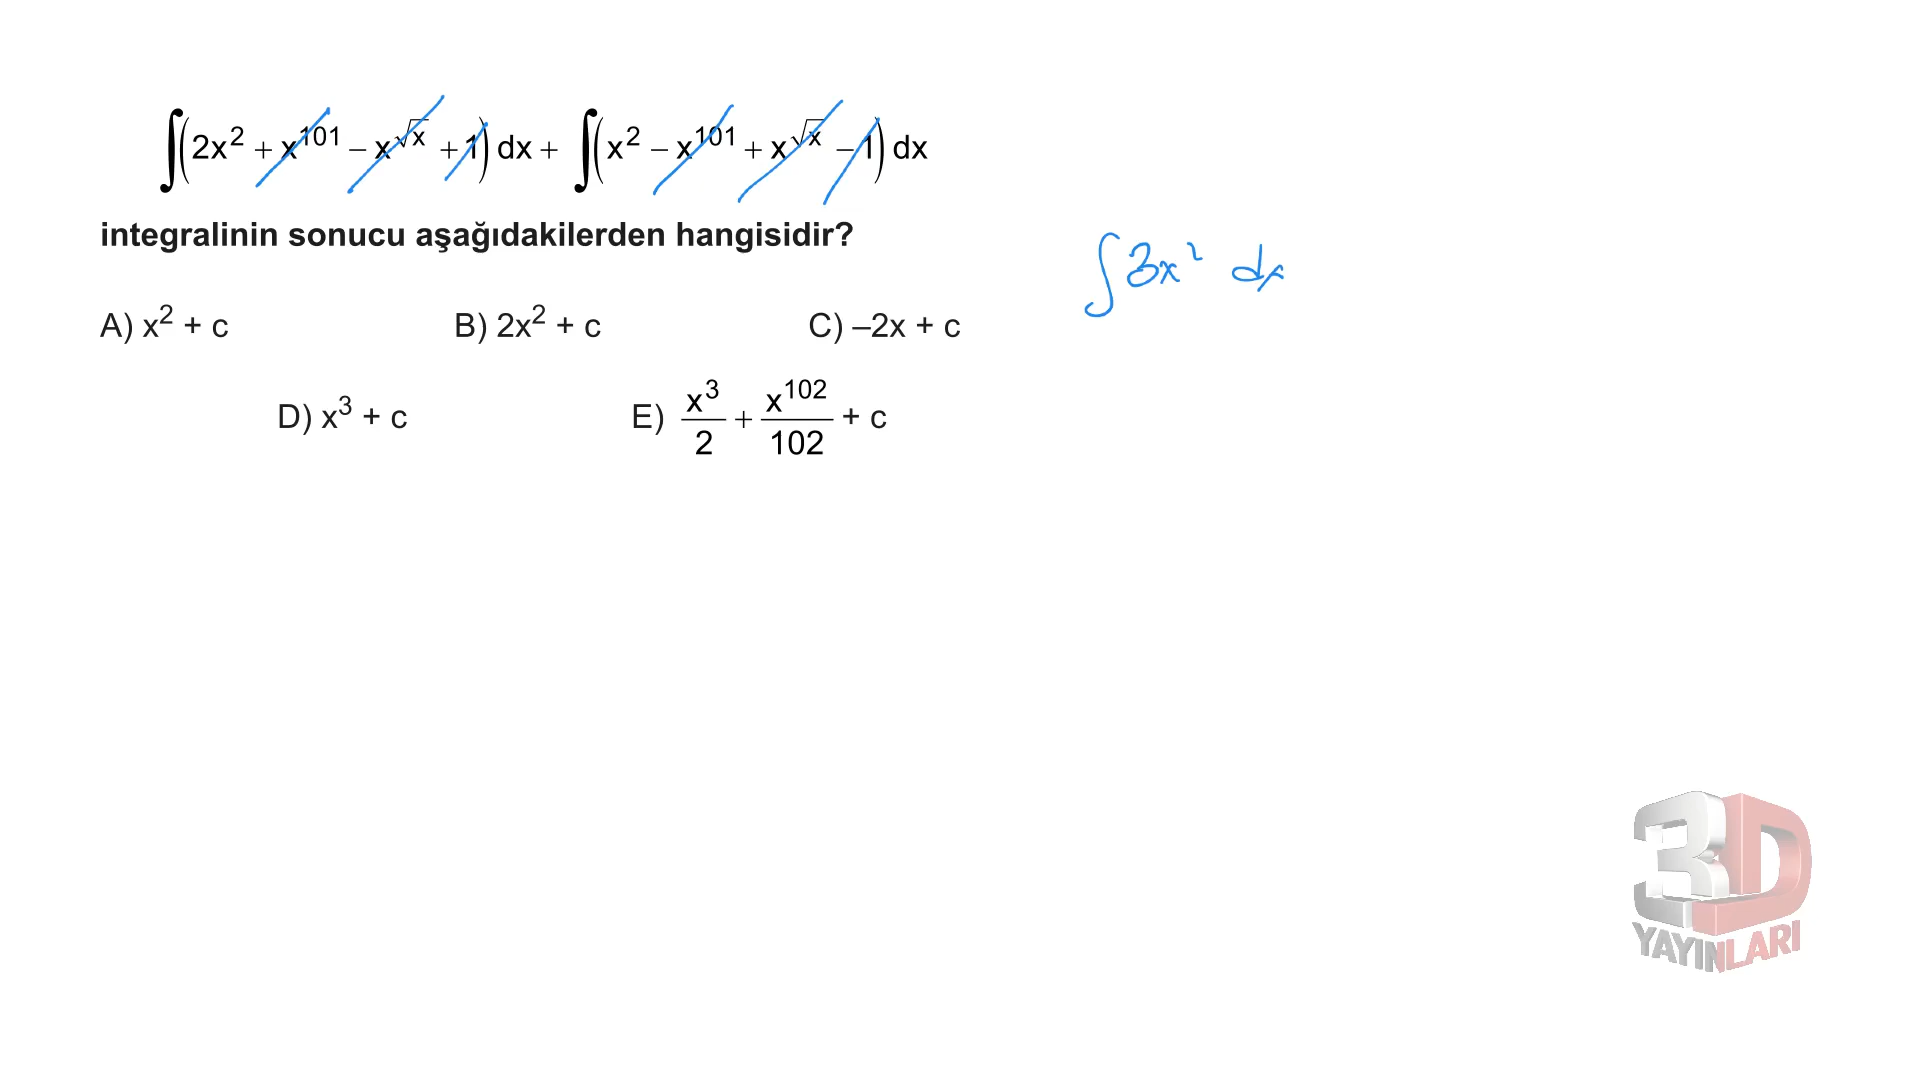 ∫(2x² + x¹⁰¹ − x^√x + 1) dx + ∫(x² − x¹⁰¹ + x^√x − 1) dx
integralinin sonucu aşağıdakilerden hangisidir?
∫3x² dx
A) x² + c B) 2x² + c C) –2x + c
D) x³ + c E) x³/2 + x¹⁰²/102 + c
3D
YAYINLARI